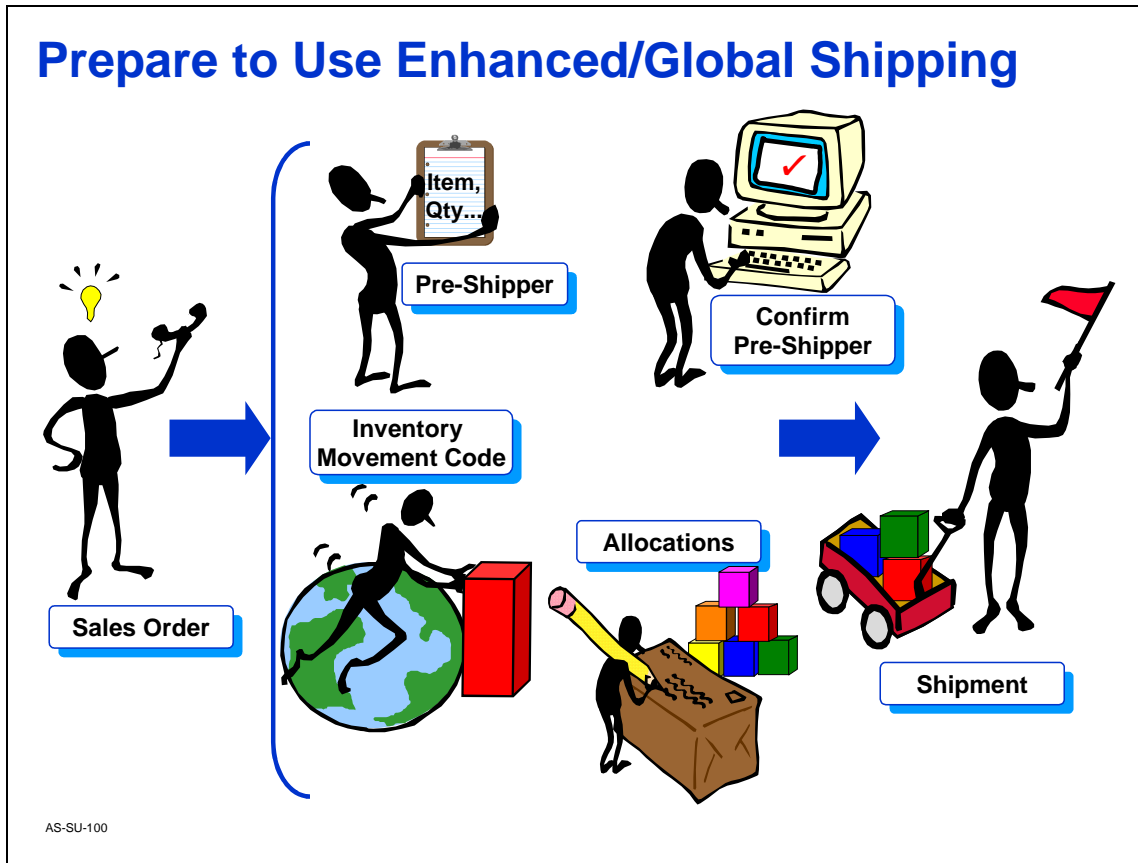 Prepare to Use Enhanced/Global Shipping
Item,
Qty...
Pre-Shipper
Confirm
Pre-Shipper
Inventory
Movement Code
Allocations
Sales Order
Shipment
AS-SU-100